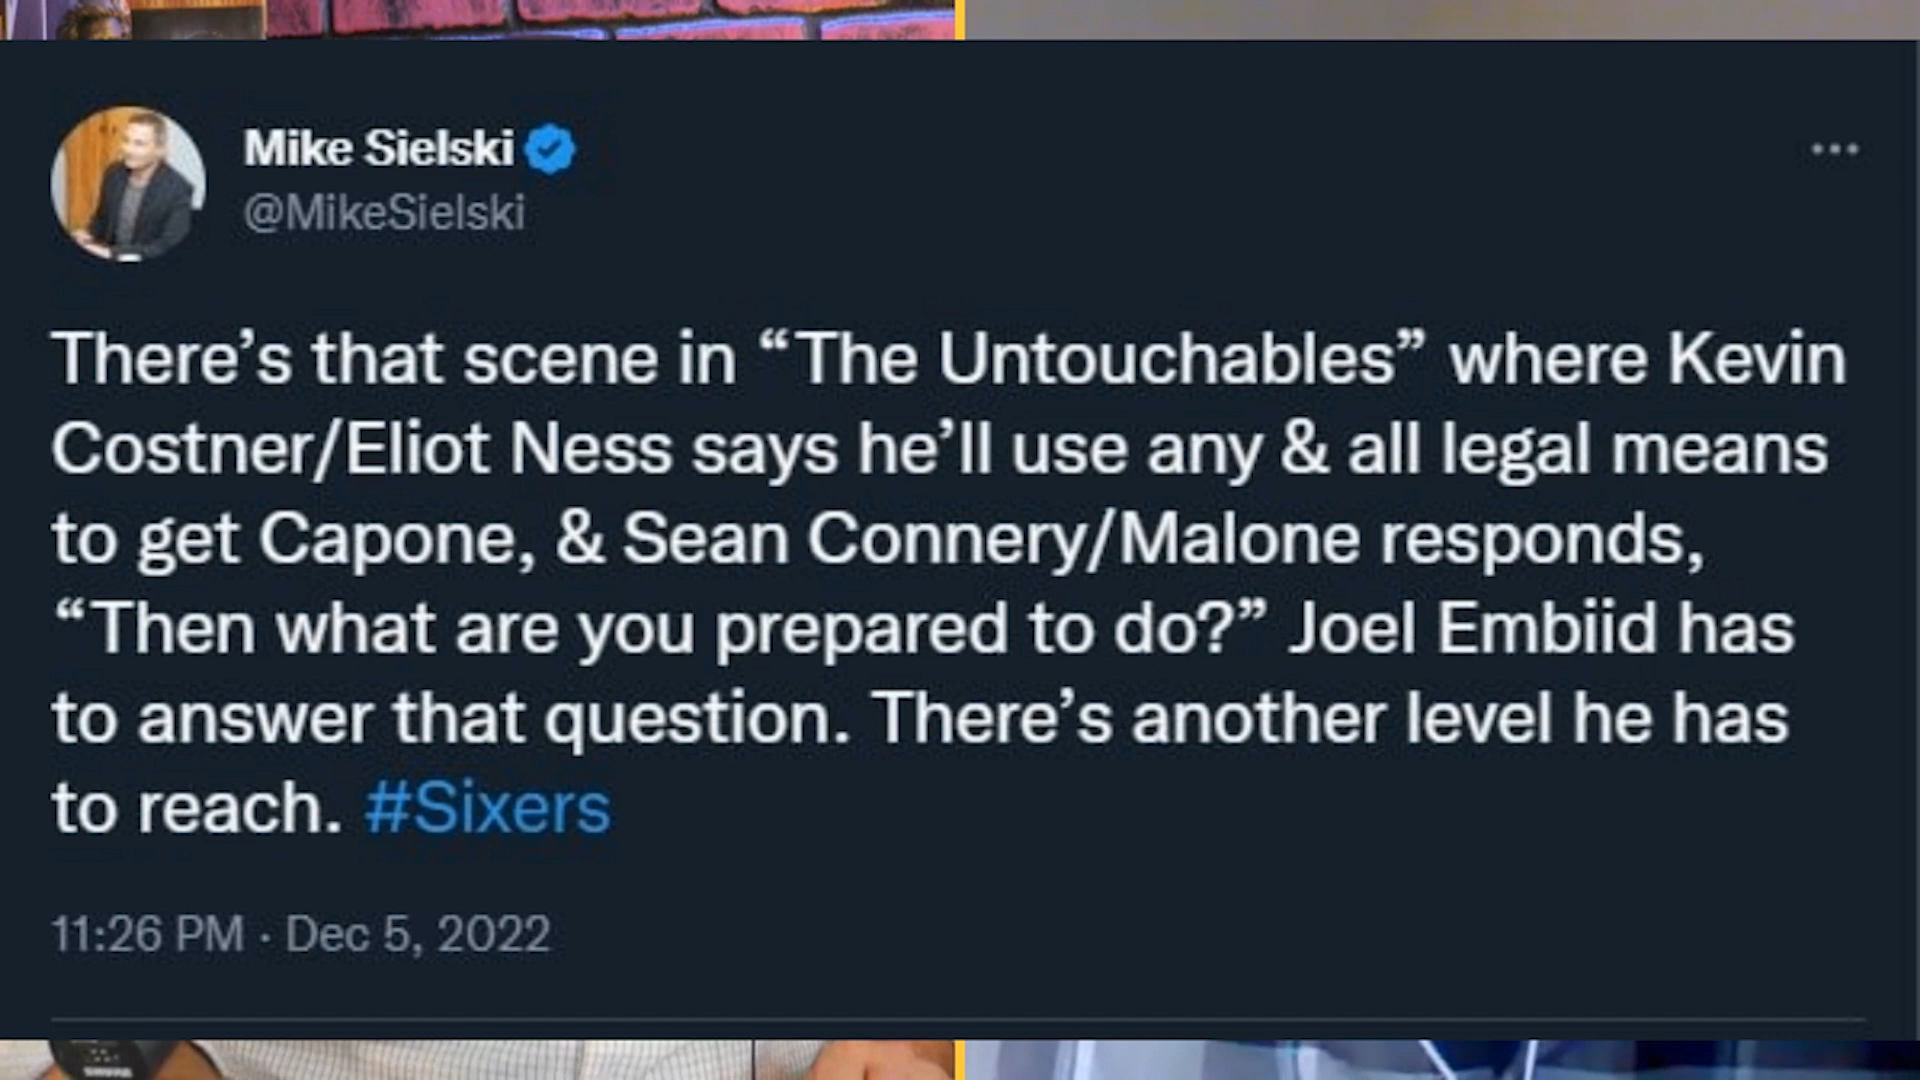 Mike Sielski
@MikeSielski
There’s that scene in “The Untouchables” where Kevin
Costner/Eliot Ness says he’ll use any & all legal means
to get Capone, & Sean Connery/Malone responds,
“Then what are you prepared to do?” Joel Embiid has
to answer that question. There’s another level he has
to reach. #Sixers
11:26 PM · Dec 5, 2022
SHURE